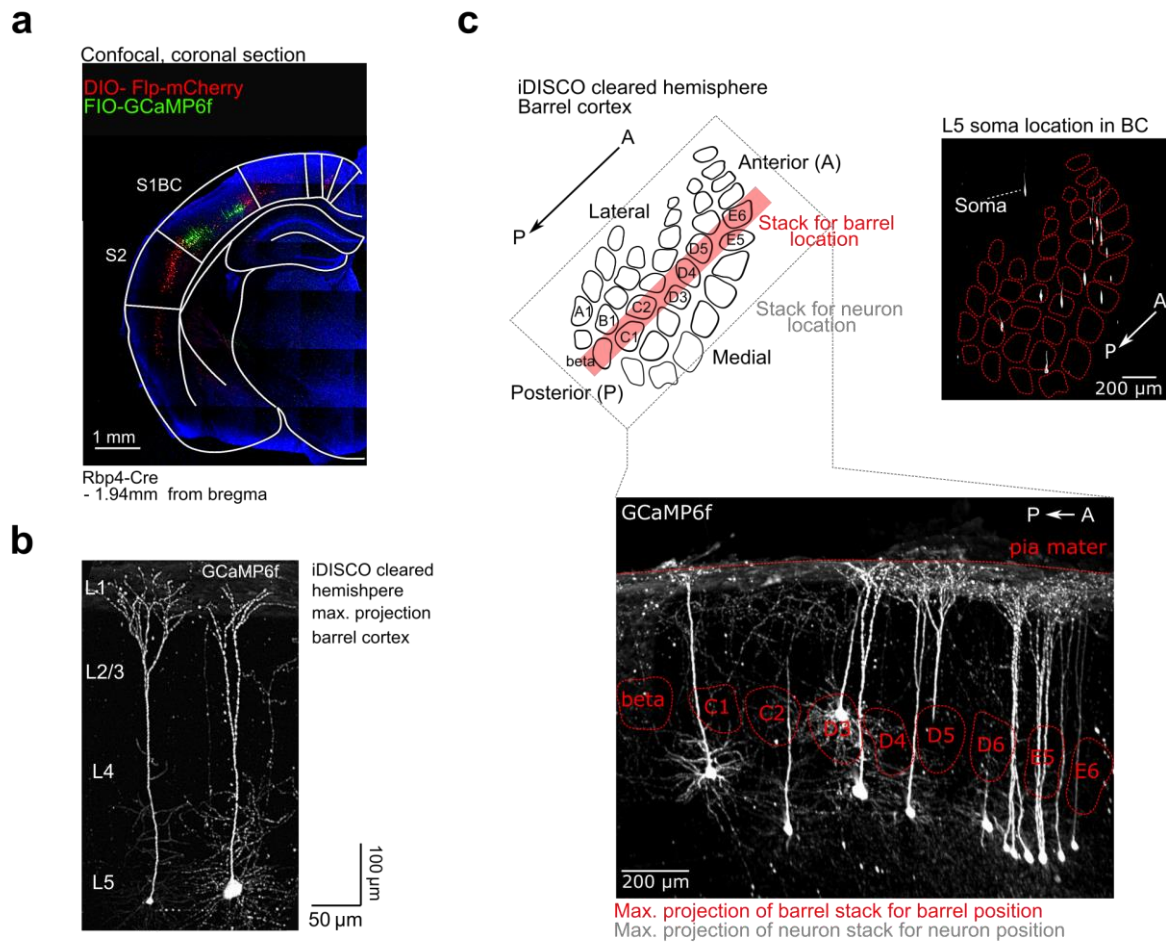 a
Confocal, coronal section
DIO- Flp-mCherry
FIO-GCaMP6f
S1BC
S2
1 mm
Rbp4-Cre
- 1.94mm from bregma
b
GCaMP6f
L1
L2/3
L4
L5
iDISCO cleared
hemishpere
max. projection
barrel cortex
100 µm
50 µm
c
iDISCO cleared hemisphere
Barrel cortex
A
P
Anterior (A)
Lateral
E6
Stack for barrel
location
D5
E5
D4
D3
Stack for neuron
location
A1
B1
C2
C1
beta
Medial
Posterior (P)
L5 soma location in BC
Soma
A
P
200 µm
GCaMP6f
P
A
pia mater
beta
C1
C2
D3
D4
D5
D6
E5
E6
200 µm
Max. projection of barrel stack for barrel position
Max. projection of neuron stack for neuron position